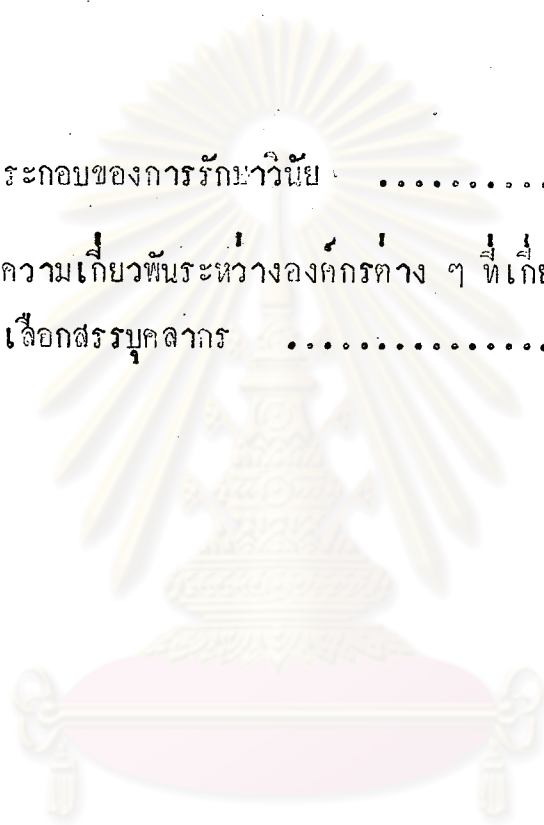 ระกอบของการรักษาวินัย ..........
ความเกี่ยวพันระหว่างองค์กรต่าง ๆ ที่เกี่ย
เลือกสรรบุคลากร ................